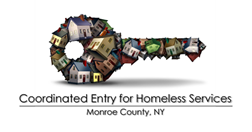 Coordinated Entry for Homeless Services
Monroe County, NY